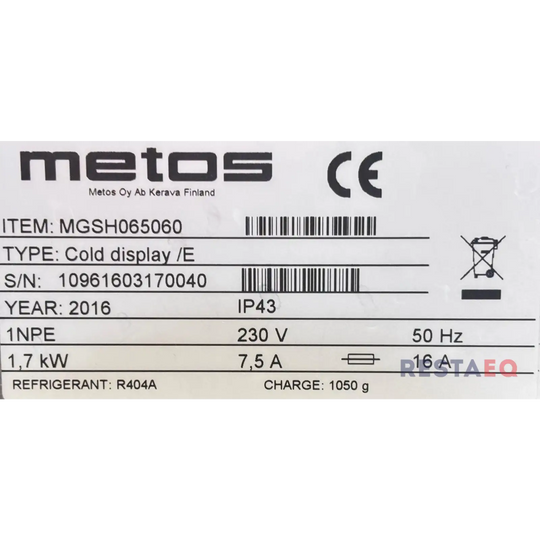 metos
CE
Metos Oy Ab Kerava Finland
ITEM: MGSH065060
TYPE: Cold display /E
S/N: 10961603170040
YEAR: 2016 IP43
1NPE 230 V 50 Hz
1,7 kW 7,5 A 16 A
RESTAEQ
REFRIGERANT: R404A CHARGE: 1050 g